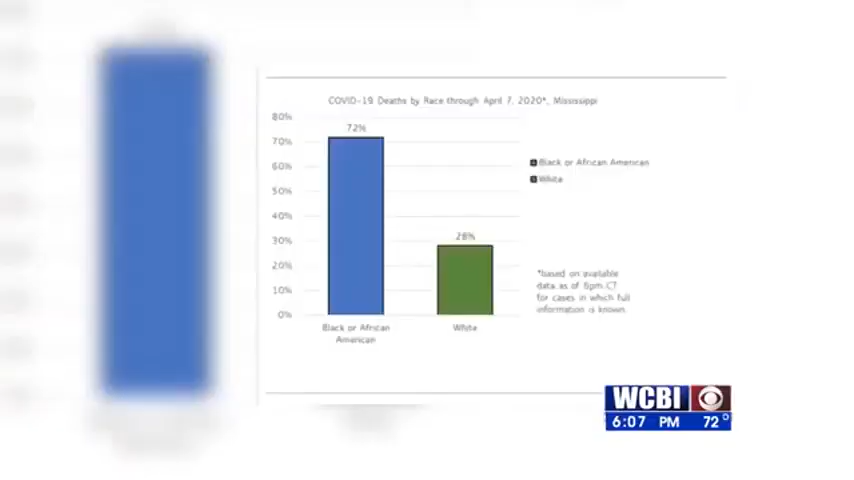 COVID-19 Deaths by Race through April 7, 2020*, Mississippi
80%
70%
60%
50%
40%
30%
20%
10%
0%
72%
28%
Black or African
American
White
Black or African American
White
*based on available
data as of 6pm CT
for cases in which full
information is known.
WCBI
6:07 PM 72°